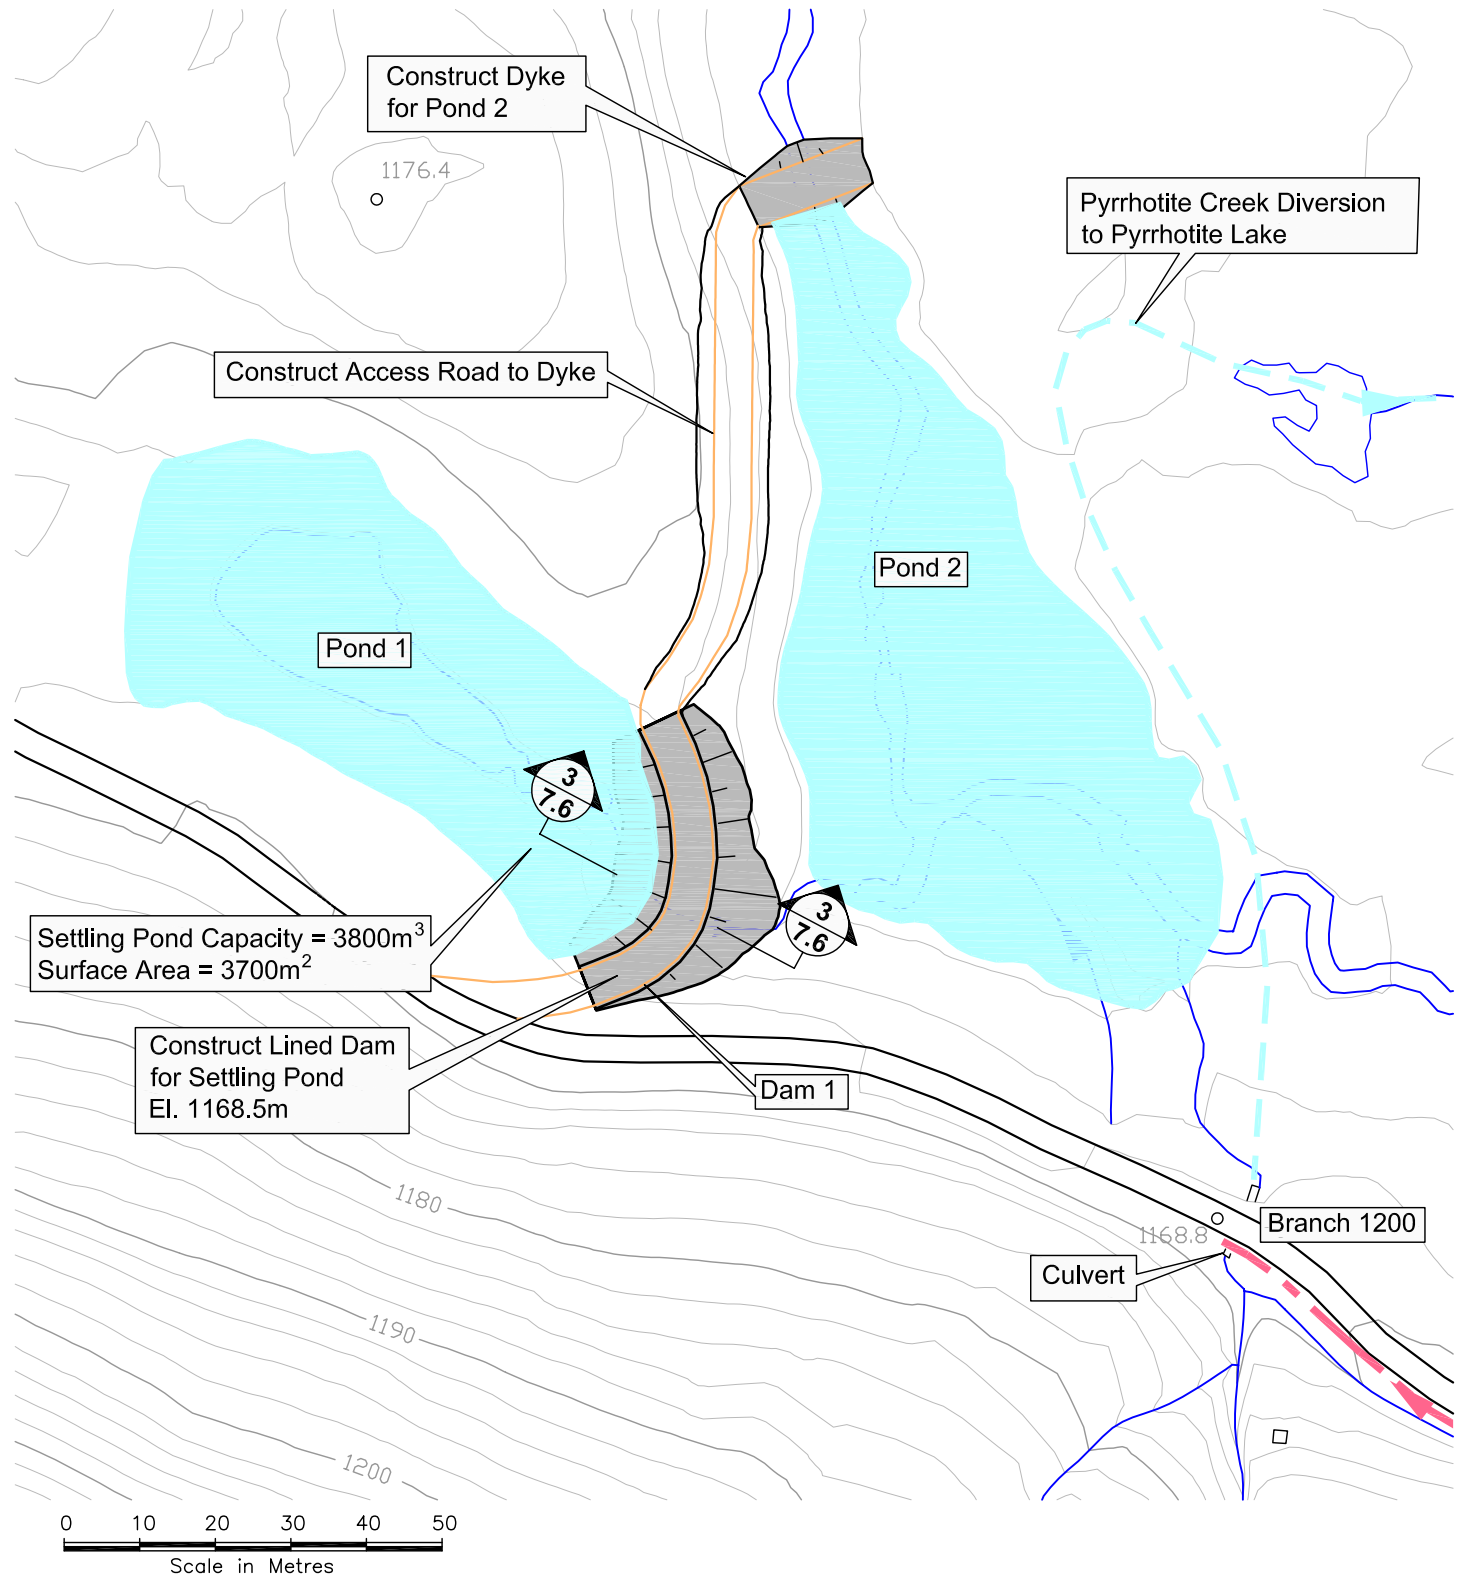 Construct Dyke
for Pond 2
1176.4
Pyrrhotite Creek Diversion
to Pyrrhotite Lake
Construct Access Road to Dyke
Pond 2
Pond 1
3
7.6
3
7.6
Settling Pond Capacity = 3800m³
Surface Area = 3700m²
Construct Lined Dam
for Settling Pond
El. 1168.5m
Dam 1
1180
Branch 1200
1168.8
Culvert
1190
1200
0 10 20 30 40 50
Scale in Metres